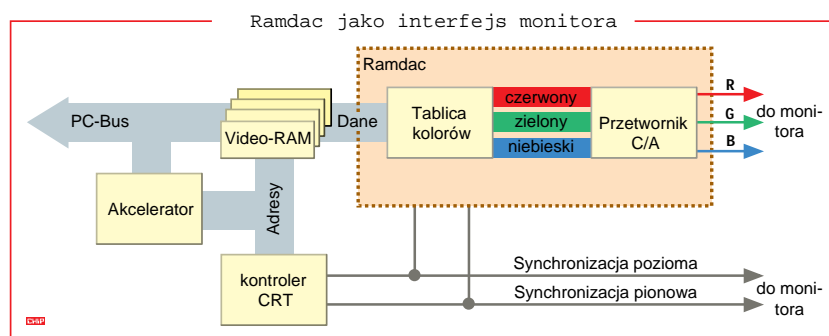 Ramdac jako interfejs monitora
Ramdac
czerwony
R
PC-Bus
Video-RAM
Dane
Tablica
kolorów
zielony
Przetwornik
C/A
G
do moni-
tora
niebieski
B
Akcelerator
Adresy
kontroler
CRT
Synchronizacja pozioma
Synchronizacja pionowa
do moni-
tora
CHIP